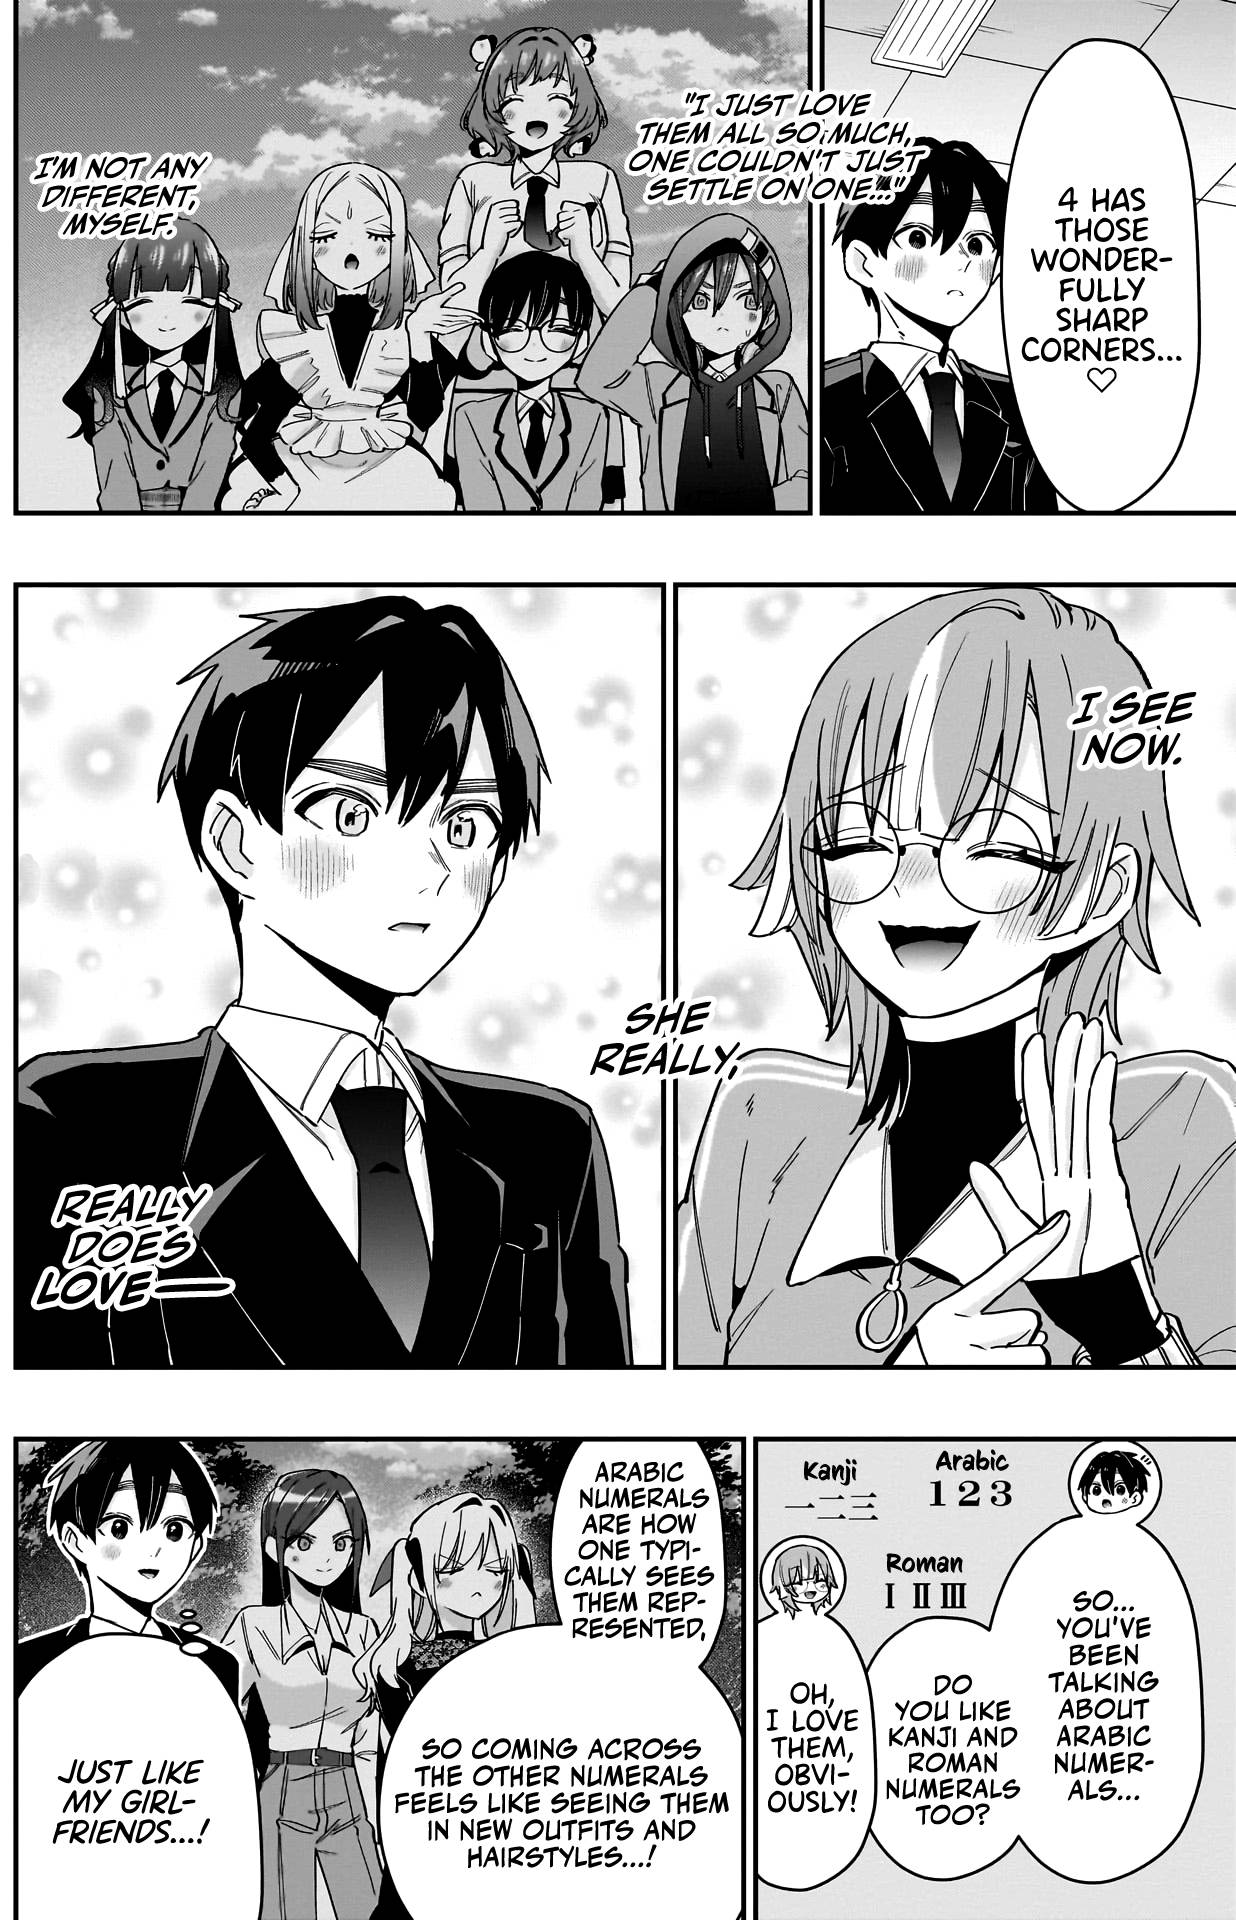 4 HAS
THOSE
WONDER-
FULLY
SHARP
CORNERS...
♡
"I JUST LOVE
THEM ALL SO MUCH,
ONE COULDN'T JUST
SETTLE ON ONE..."
I'M NOT ANY
DIFFERENT,
MYSELF.
I SEE
NOW.
SHE
REALLY,
REALLY
DOES
LOVE—
Arabic
1 2 3
Kanji
一二三
Roman
I II III
SO...
YOU'VE
BEEN
TALKING
ABOUT
ARABIC
NUMER-
ALS...
DO
YOU LIKE
KANJI AND
ROMAN
NUMERALS
TOO?
OH,
I LOVE
THEM,
OBVI-
OUSLY!
ARABIC
NUMERALS
ARE HOW
ONE TYPI-
CALLY SEES
THEM REP-
RESENTED,
SO COMING ACROSS
THE OTHER NUMERALS
FEELS LIKE SEEING THEM
IN NEW OUTFITS AND
HAIRSTYLES...!
JUST LIKE
MY GIRL-
FRIENDS...!